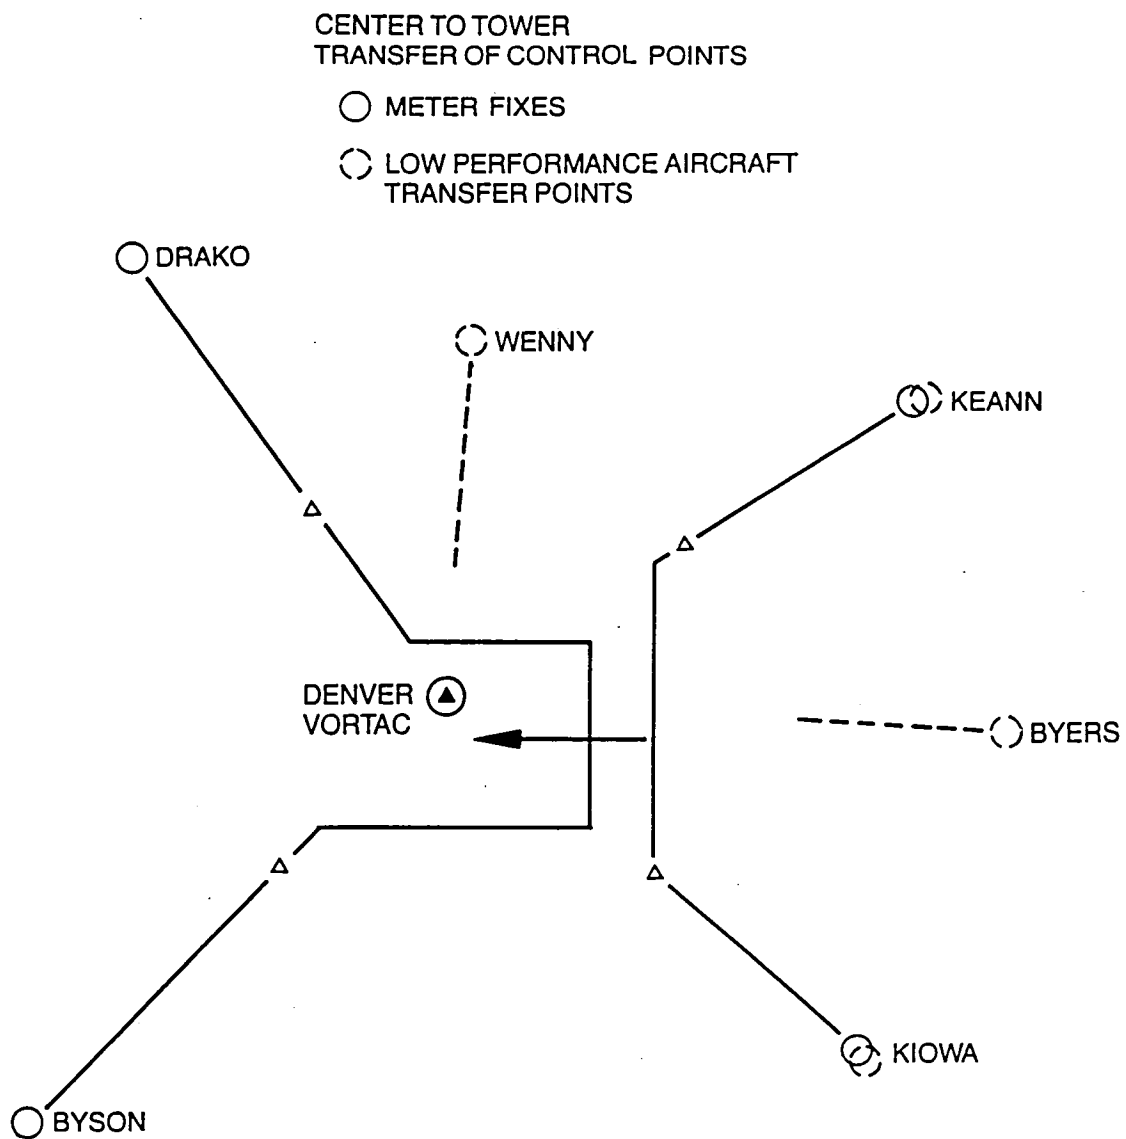 CENTER TO TOWER
TRANSFER OF CONTROL POINTS
METER FIXES
LOW PERFORMANCE AIRCRAFT
TRANSFER POINTS
DRAKO
WENNY
KEANN
DENVER
VORTAC
BYERS
KIOWA
BYSON